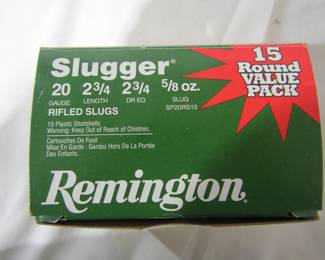 Slugger®
15
Round
VALUE
PACK
20 2 3/4 2 3/4 5/8 oz.
GAUGE LENGTH DR EQ SLUG
RIFLED SLUGS SP20RS15
15 Plastic Shotshells
Warning: Keep Out of Reach of Children.
Cartouches De Fusil
Mise En Garde : Gardez Hors De La Portée
Des Enfants.
Remington®